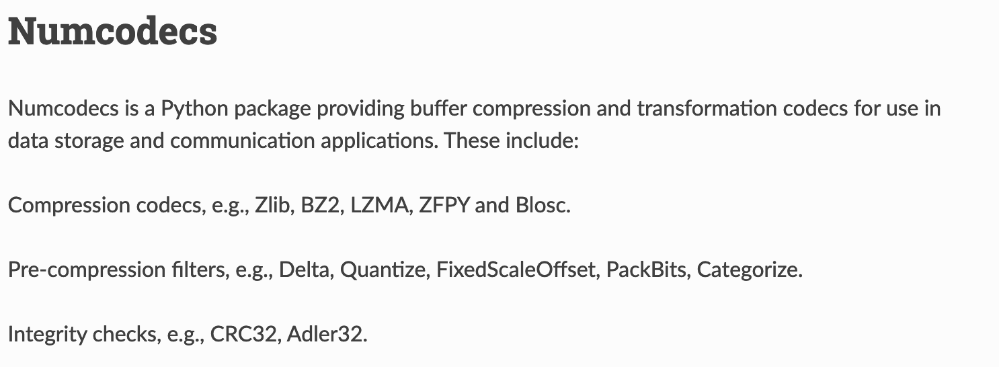 Numcodecs
Numcodecs is a Python package providing buffer compression and transformation codecs for use in
data storage and communication applications. These include:
Compression codecs, e.g., Zlib, BZ2, LZMA, ZFPY and Blosc.
Pre-compression filters, e.g., Delta, Quantize, FixedScaleOffset, PackBits, Categorize.
Integrity checks, e.g., CRC32, Adler32.